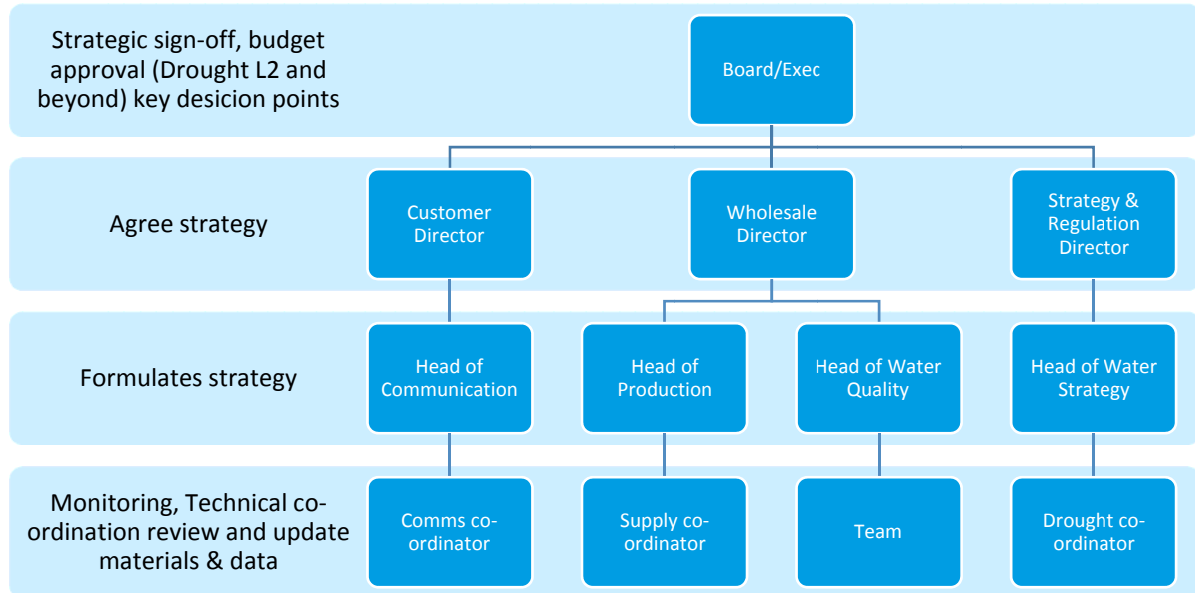 Strategic sign-off, budget
approval (Drought L2 and
beyond) key desicion points
Board/Exec
Agree strategy
Customer
Director
Wholesale
Director
Strategy &
Regulation
Director
Formulates strategy
Head of
Communication
Head of
Production
Head of Water
Quality
Head of Water
Strategy
Monitoring, Technical co-
ordination review and update
materials & data
Comms co-
ordinator
Supply co-
ordinator
Team
Drought co-
ordinator